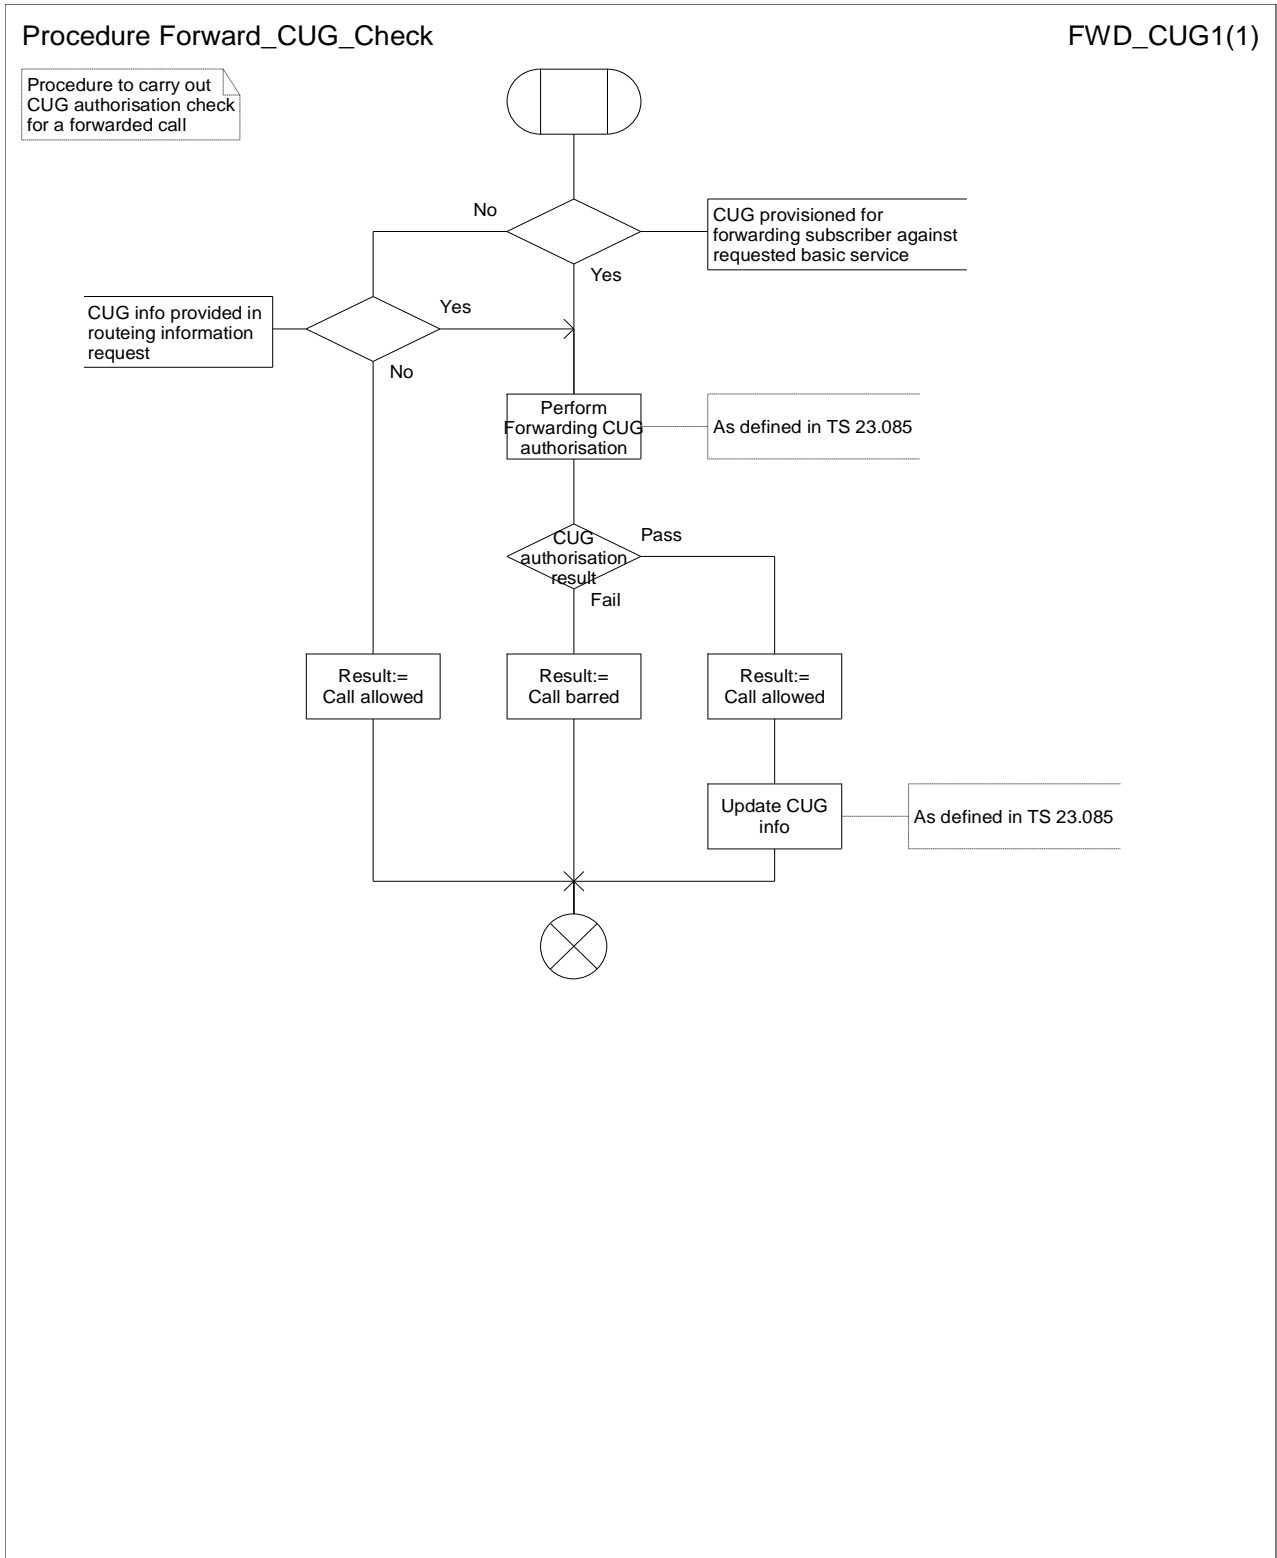 Procedure Forward_CUG_Check
FWD_CUG1(1)
Procedure to carry out
CUG authorisation check
for a forwarded call
No
CUG provisioned for
forwarding subscriber against
requested basic service
Yes
CUG info provided in
routeing information
request
Yes
No
Perform
Forwarding CUG
authorisation
As defined in TS 23.085
CUG
authorisation
result
Pass
Fail
Result:=
Call allowed
Result:=
Call barred
Result:=
Call allowed
Update CUG
info
As defined in TS 23.085